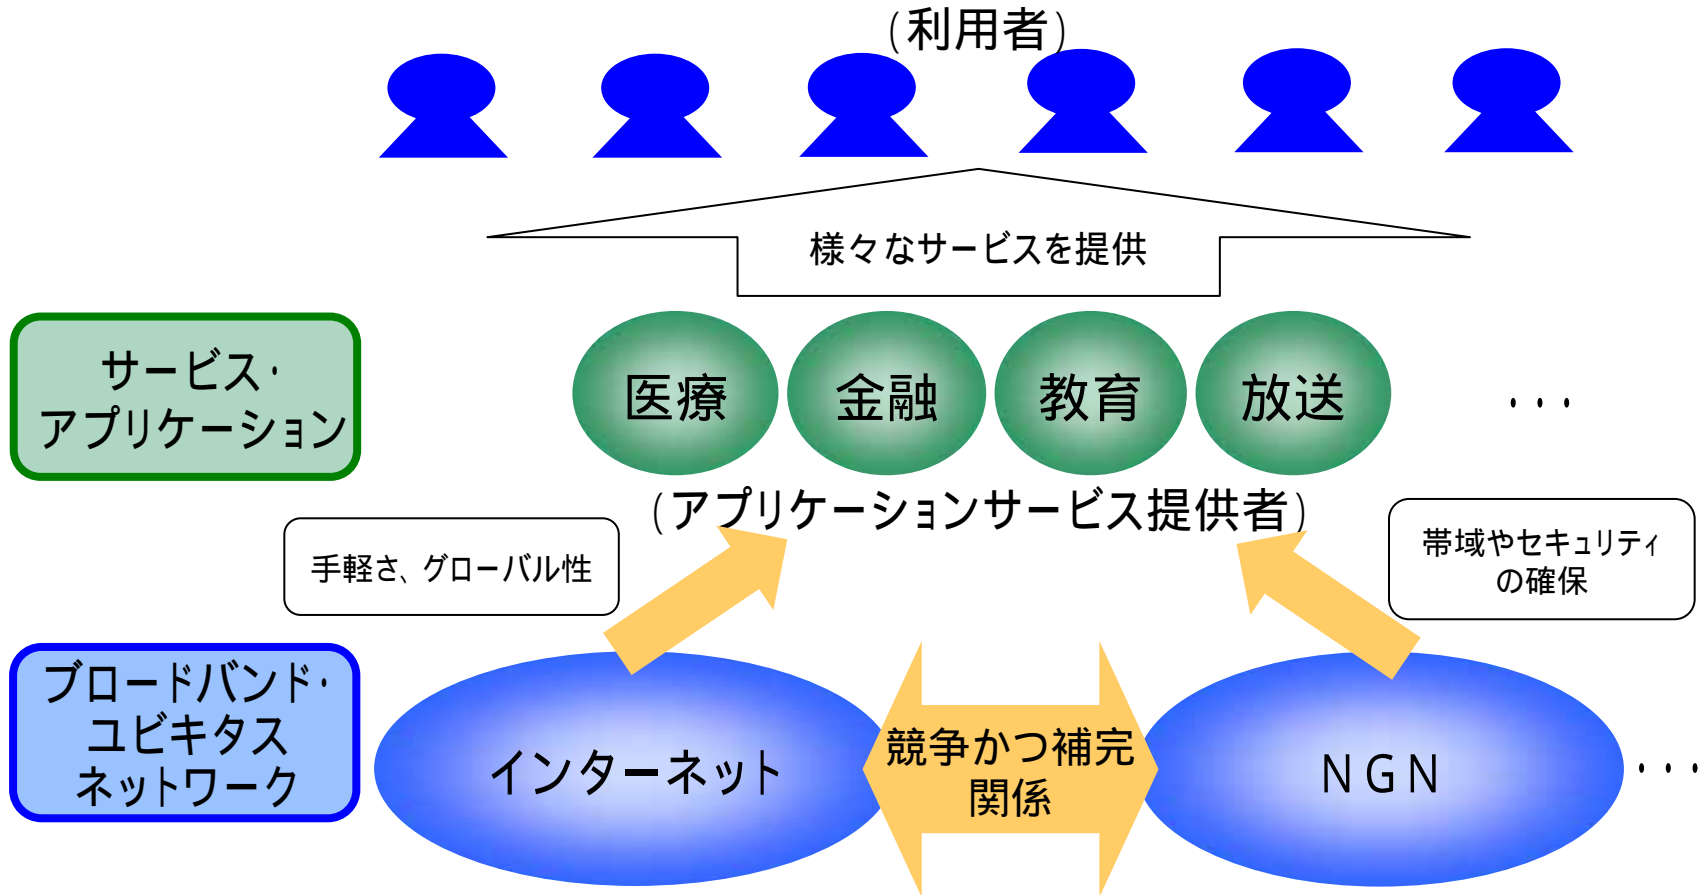 (利用者)
様々なサービスを提供
サービス・
アプリケーション
医療
金融
教育
放送
・・・
(アプリケーションサービス提供者)
手軽さ、グローバル性
帯域やセキュリティ
の確保
ブロードバンド・
ユビキタス
ネットワーク
インターネット
競争かつ補完
関係
ＮＧＮ
・・・